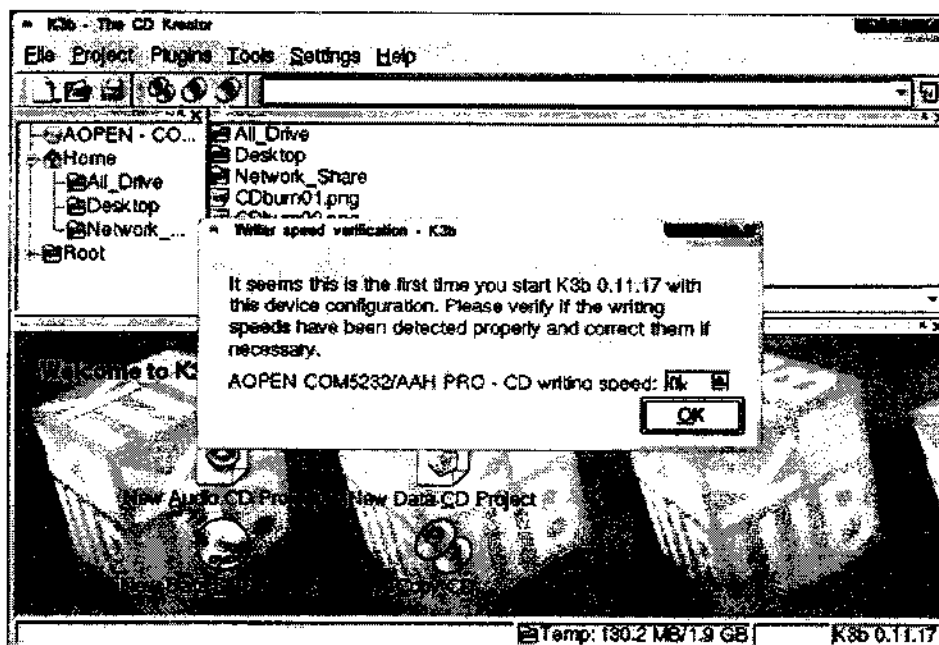 K3b - The CD Kreator
File Project Plugins Tools Settings Help
AOPEN - CO...
Home
All_Drive
Desktop
Network_...
Root
All_Drive
Desktop
Network_Share
CDburn01.png
Writer speed verification - K3b
It seems this is the first time you start K3b 0.11.17 with
this device configuration. Please verify if the writing
speeds have been detected properly and correct them if
necessary.
AOPEN COM5232/AAH PRO - CD writing speed:
OK
Welcome to K3
New Audio CD Pro
New Data CD Project
Temp: 130.2 MB/1.9 GB
K3b 0.11.17